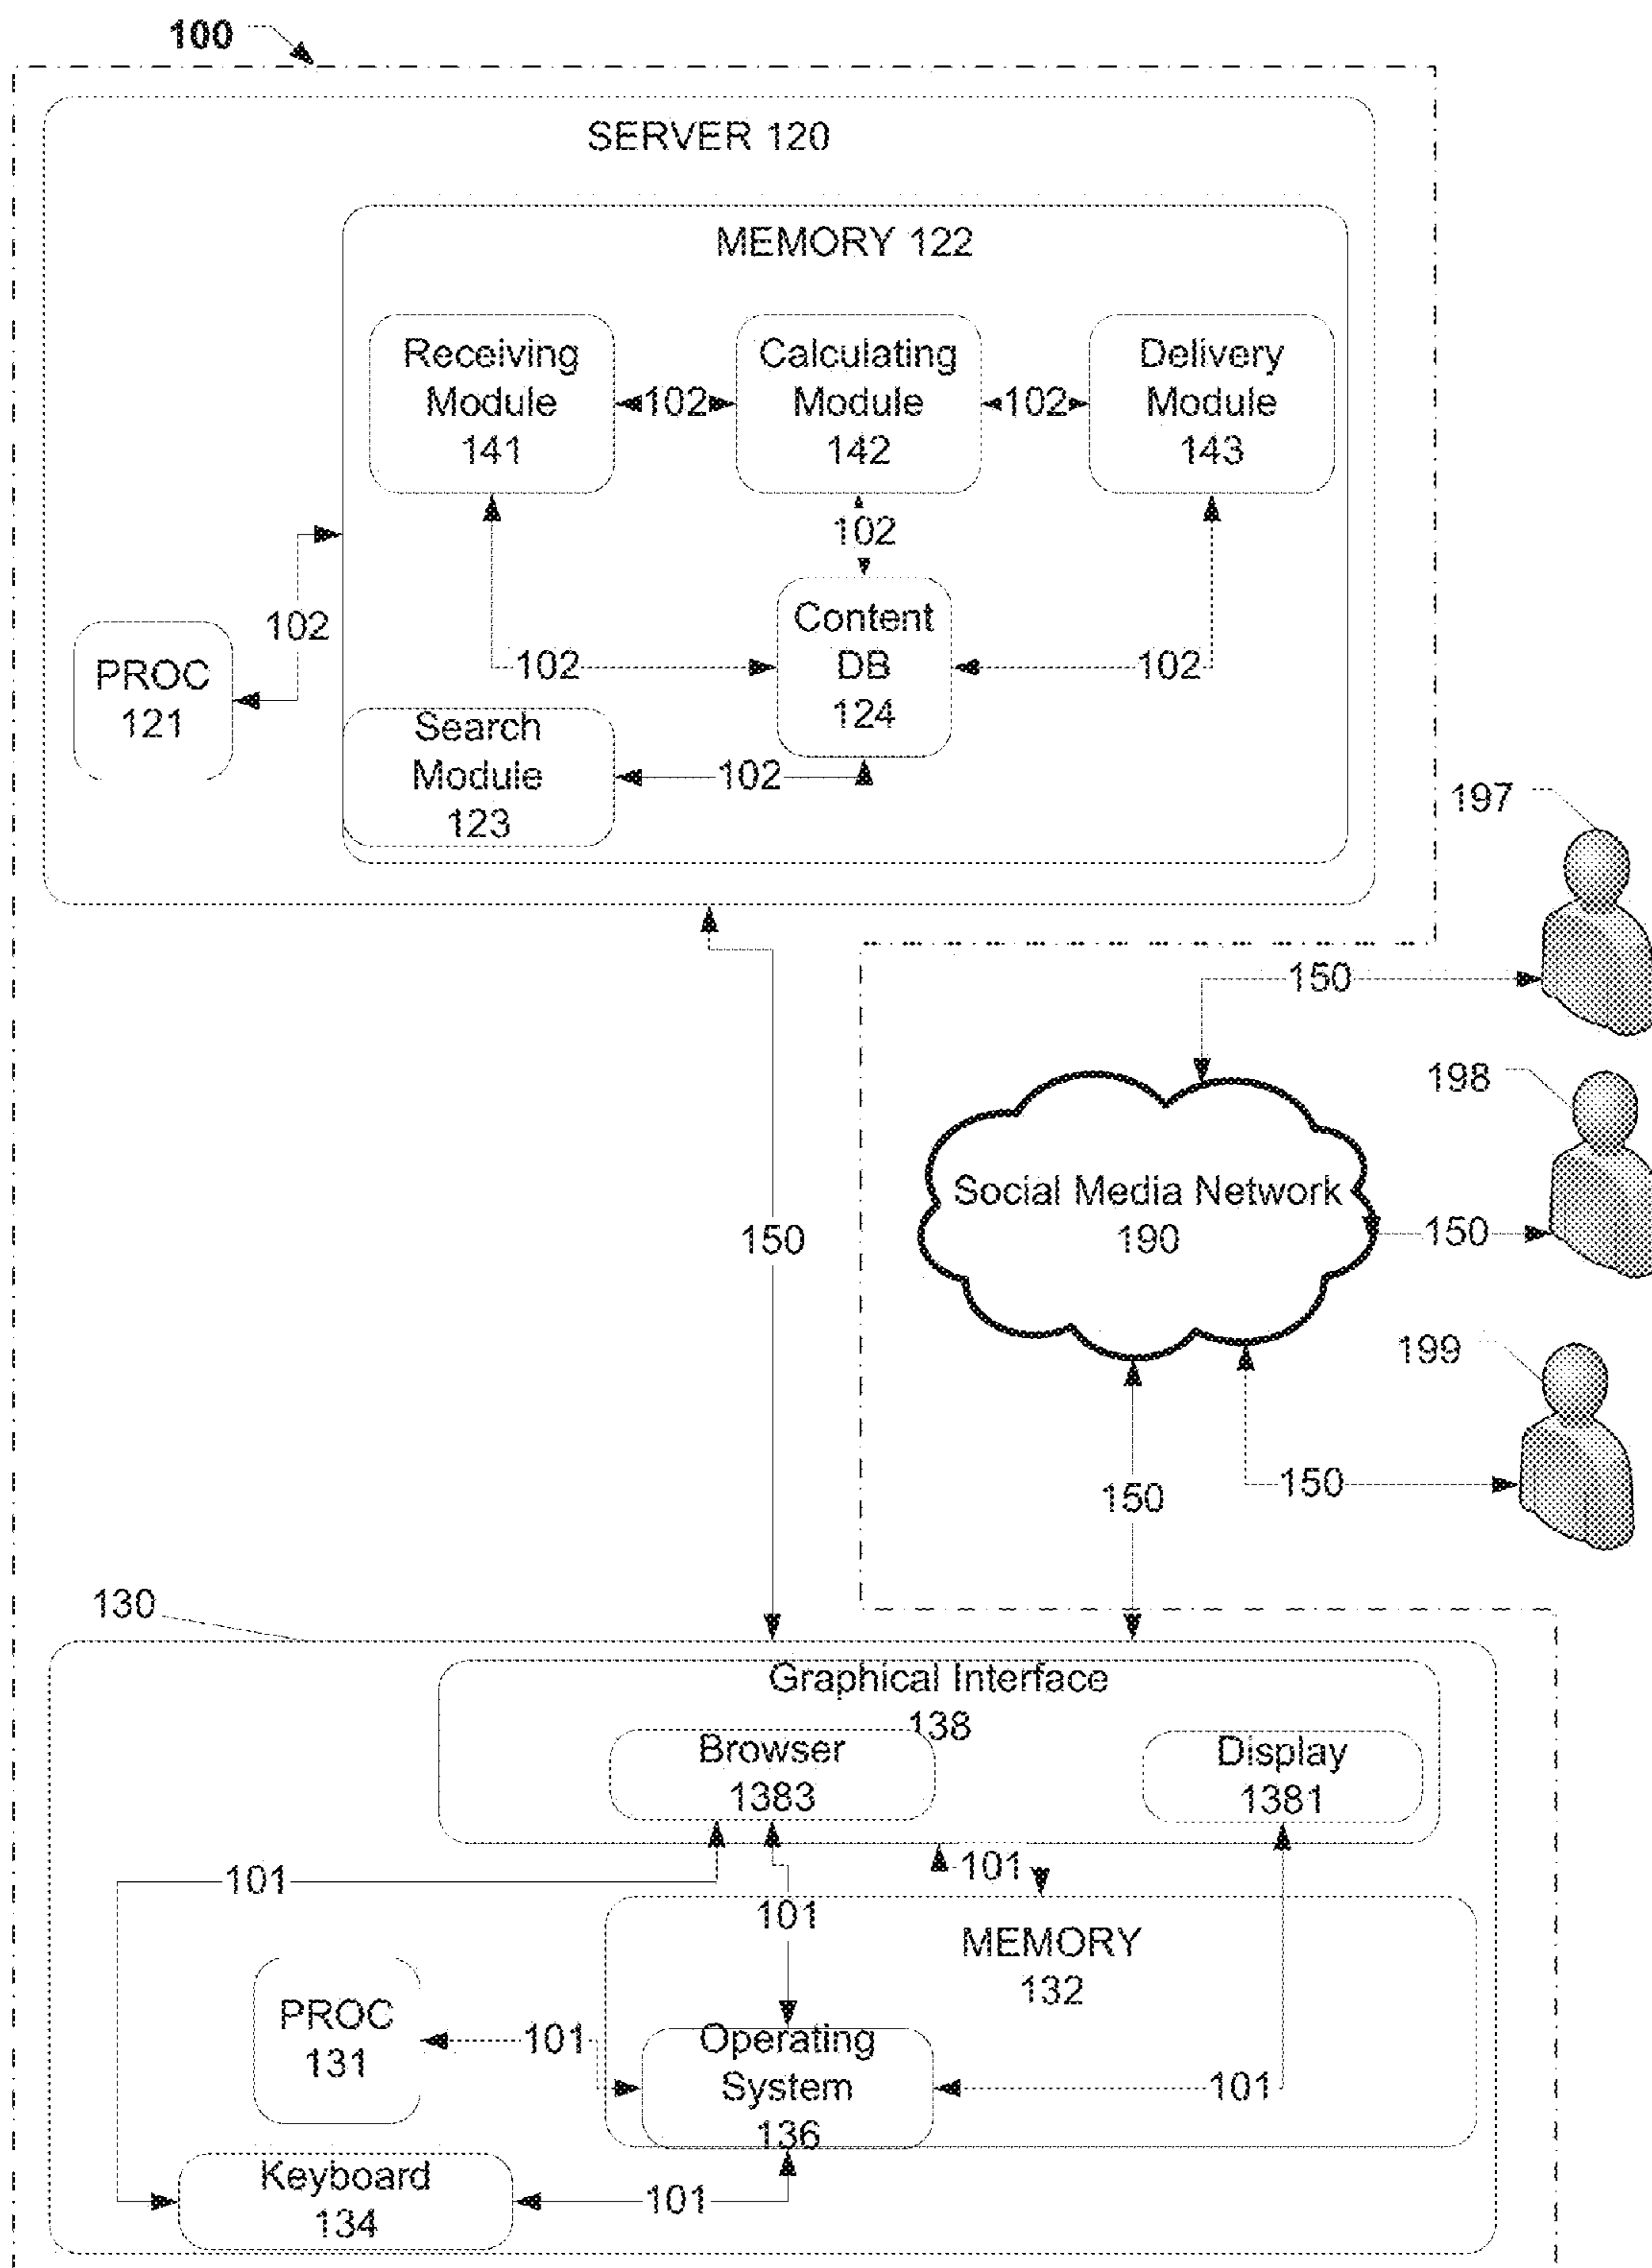 100
SERVER 120
MEMORY 122
Receiving
Module
141
102
Calculating
Module
142
102
Delivery
Module
143
102
102
PROC
121
102
Content
DB
124
102
Search
Module
123
102
197
150
198
Social Media Network
190
150
150
199
150
150
130
Graphical Interface
138
Browser
1383
Display
1381
101
101
101
MEMORY
132
PROC
131
101
Operating
System
136
101
Keyboard
134
101